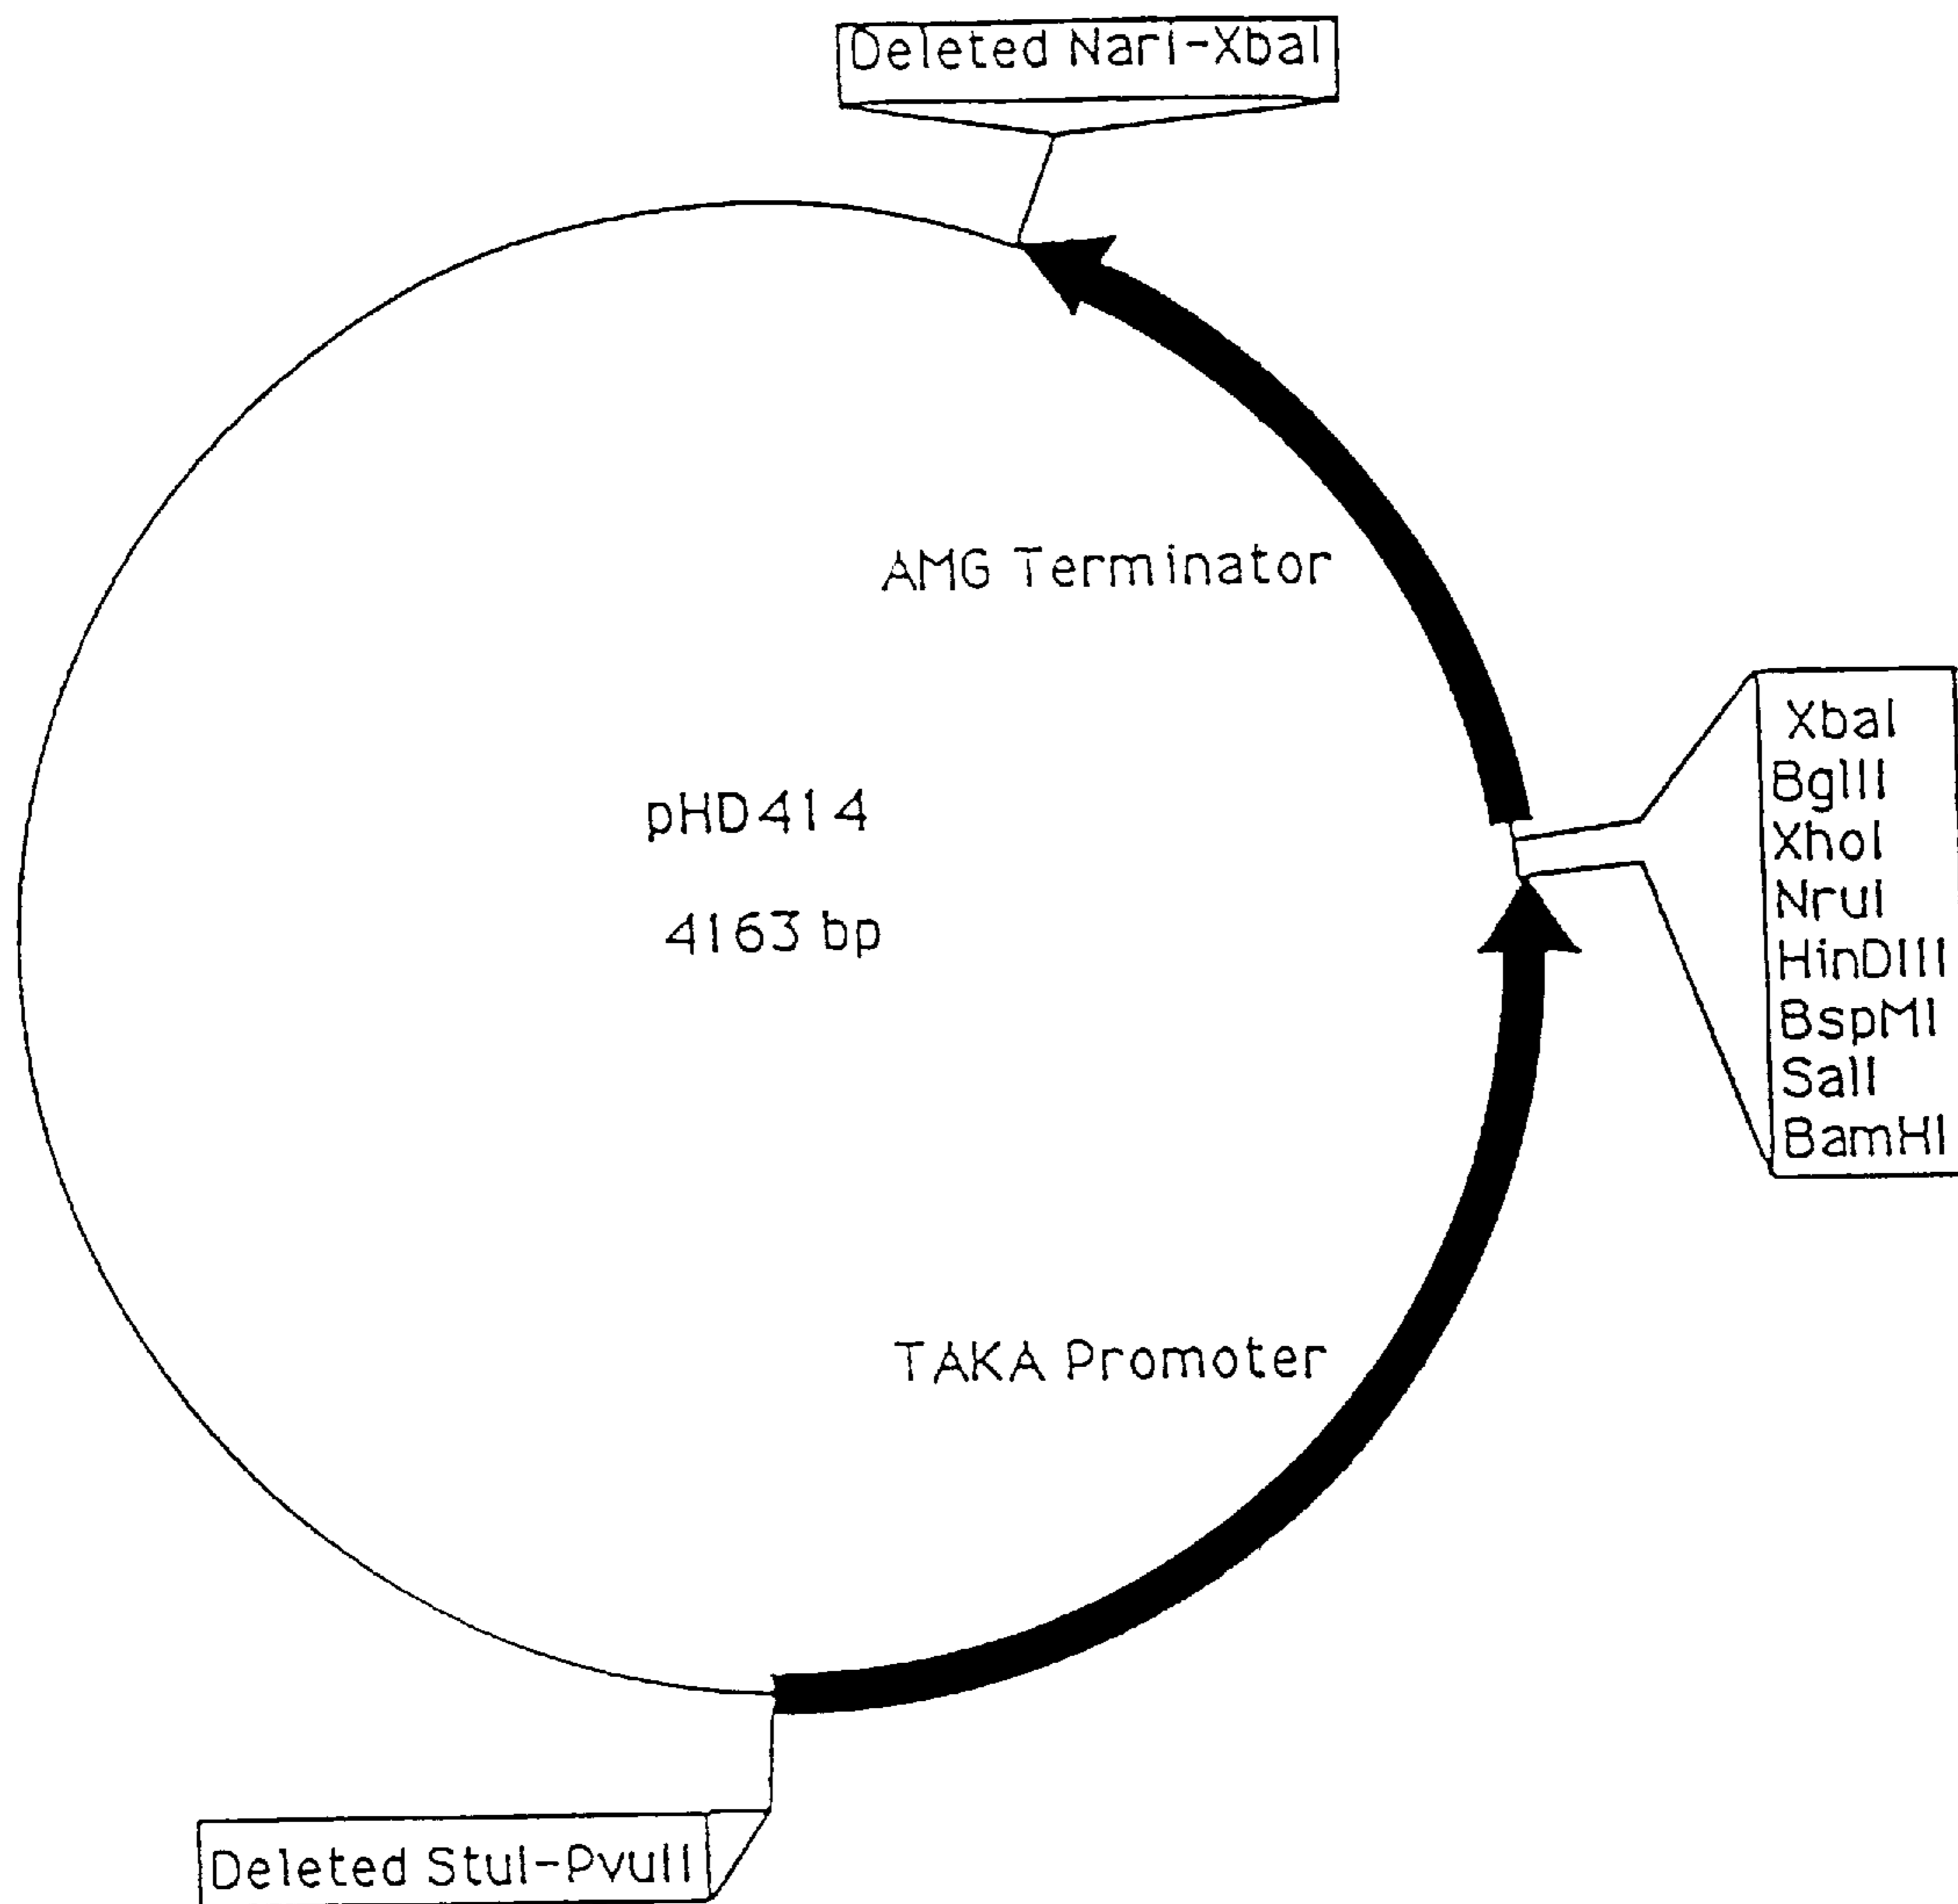 Deleted NarI-XbaI
AMG Terminator
pHD414
4163 bp
XbaI
BglII
XhoI
NruI
HinDIII
BspMI
SalI
BamHI
TAKA Promoter
Deleted StuI-PvuII